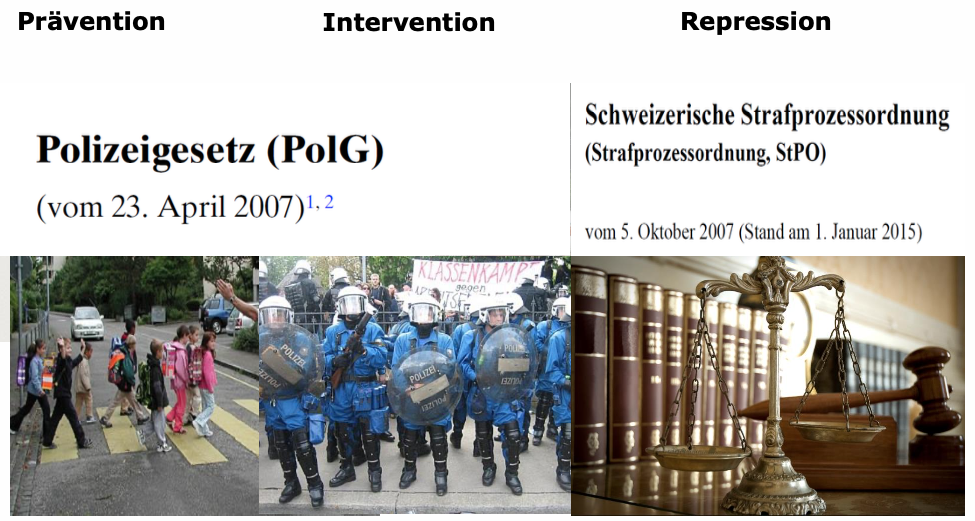 Prävention
Intervention
Repression
Polizeigesetz (PolG)
(vom 23. April 2007)1, 2
Schweizerische Strafprozessordnung
(Strafprozessordnung, StPO)
vom 5. Oktober 2007 (Stand am 1. Januar 2015)
KLASSENKAMPF
gegen
POLIZEI
POLIZEI
POLIZEI
POLIZEI
POLIZEI